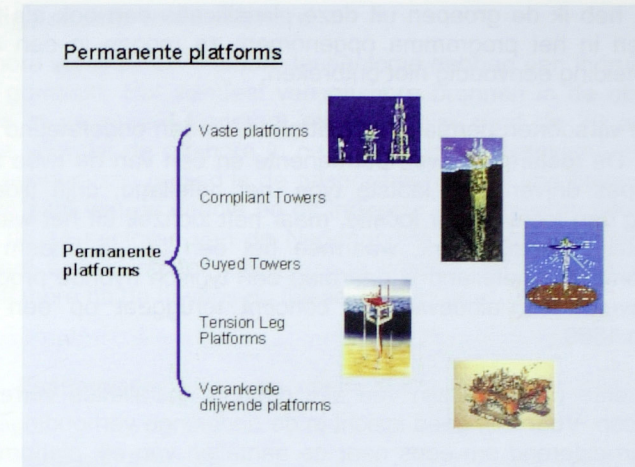 Permanente platforms
Vaste platforms
Compliant Towers
Permanente
platforms
Guyed Towers
Tension Leg
Platforms
Verankerde
drijvende platforms